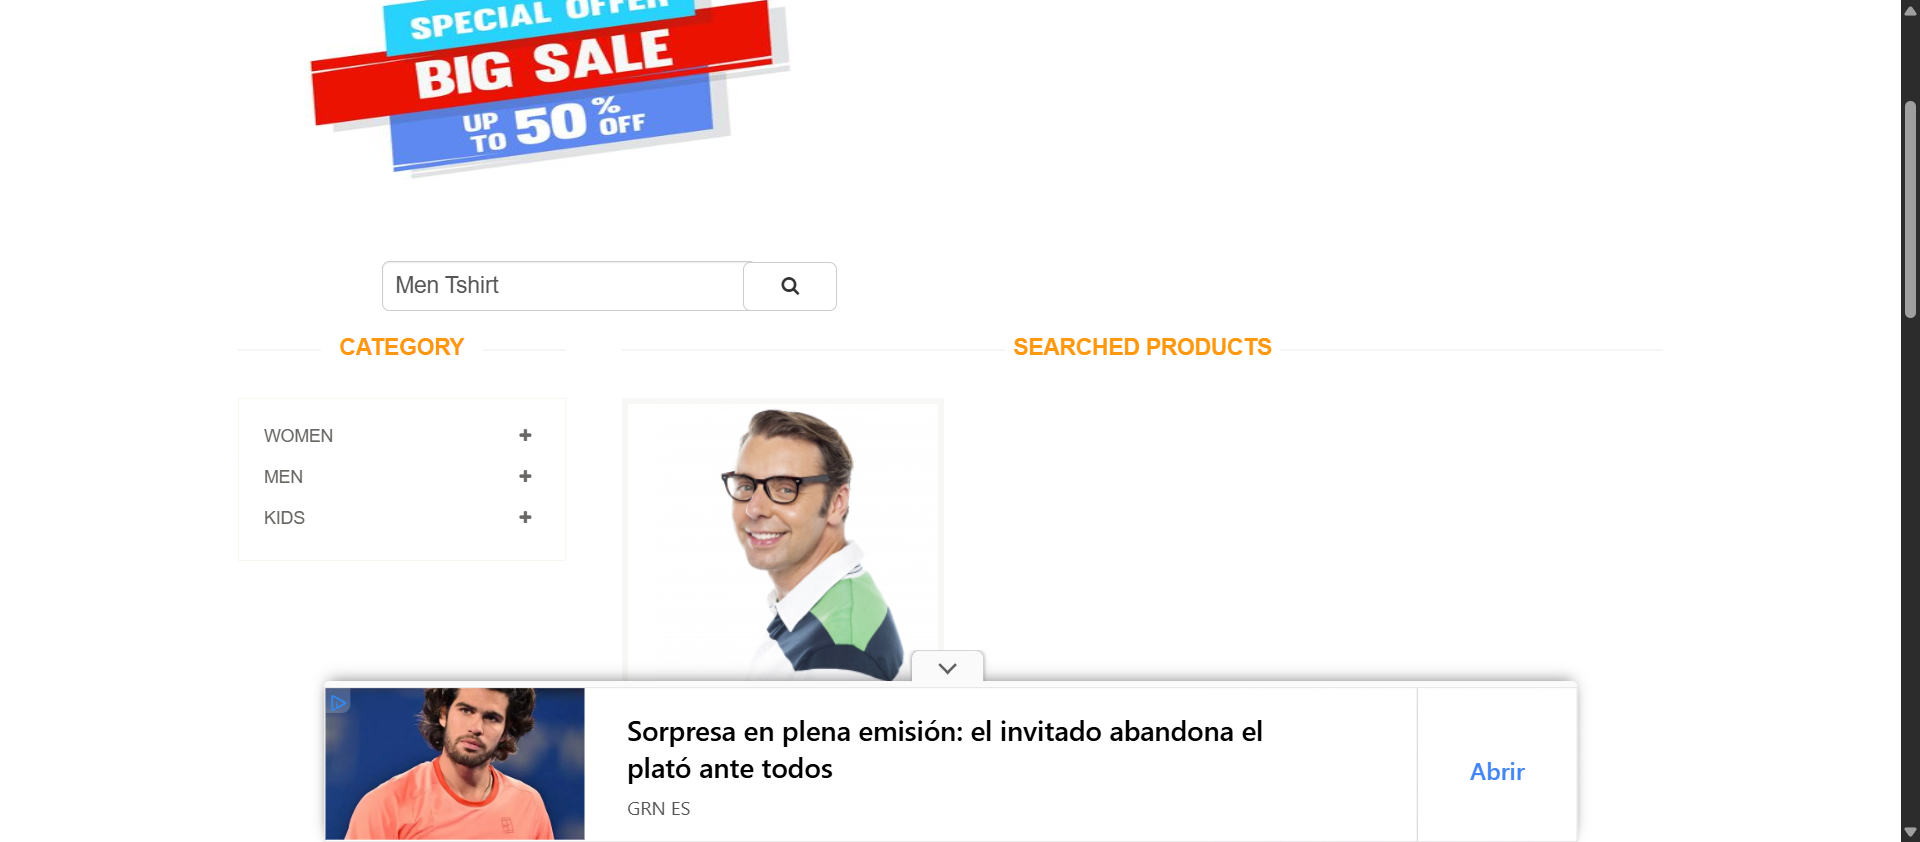 SPECIAL OFFER
BIG SALE
UP TO 50% OFF
Men Tshirt
CATEGORY
SEARCHED PRODUCTS
WOMEN
MEN
KIDS
Sorpresa en plena emisión: el invitado abandona el
plató ante todos
GRN ES
Abrir